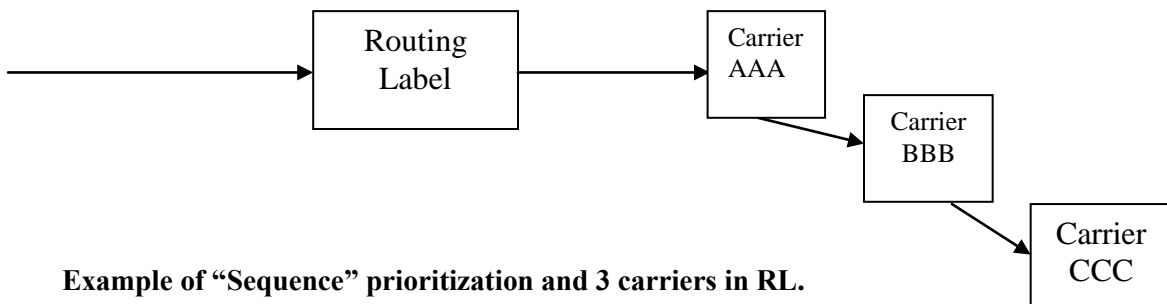 Routing
Label
Carrier
AAA
Carrier
BBB
Carrier
CCC
Example of “Sequence” prioritization and 3 carriers in RL.